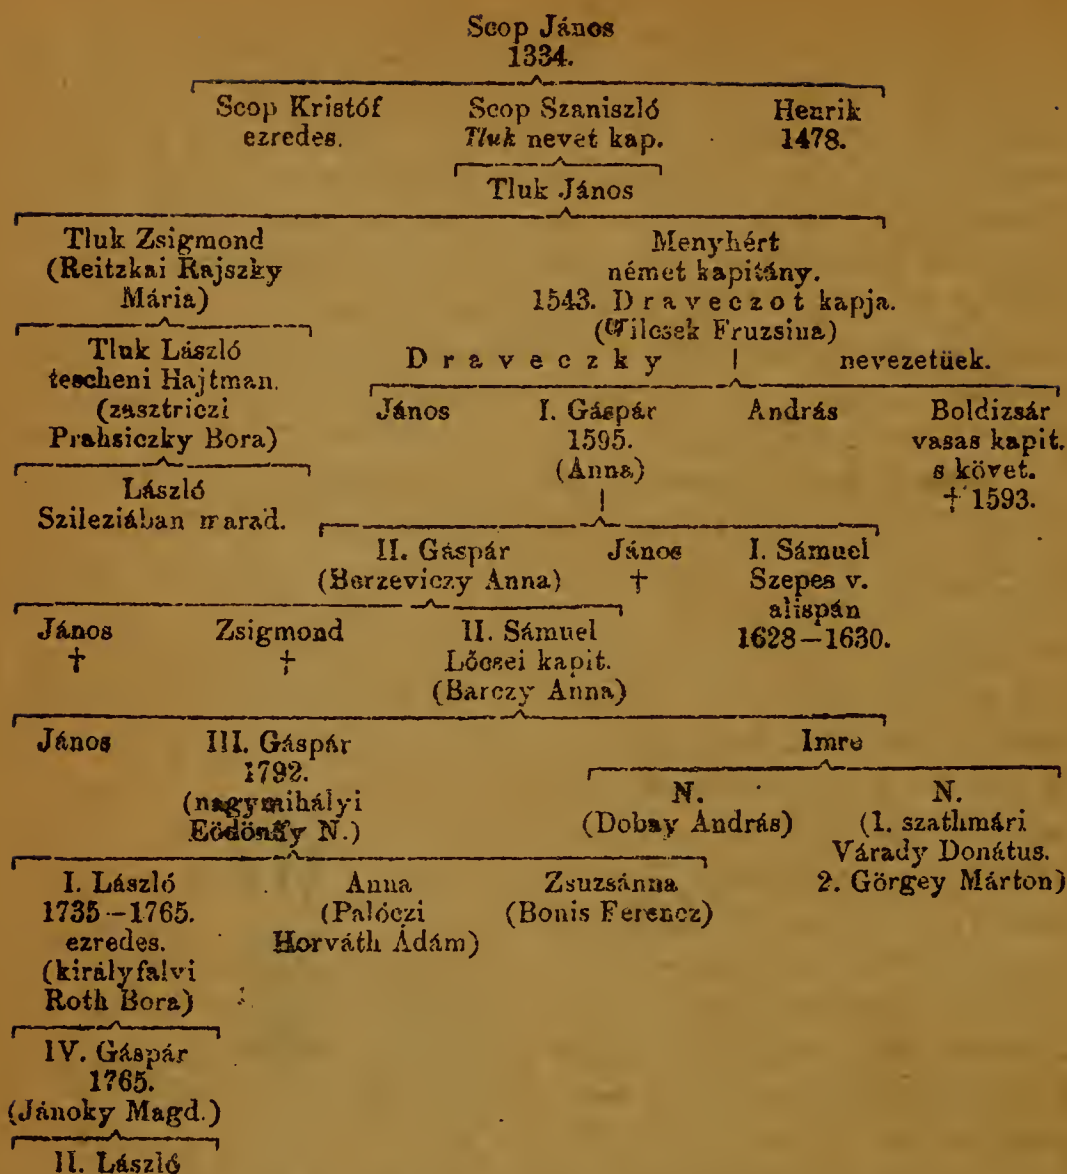 Scop János
1334.
Scop Kristóf Scop Szaniszló Henrik
ezredes. Tluk nevet kap. 1478.
Tluk János
Tluk Zsigmond Menyhért
(Reitzkai Rajszky német kapitány.
Mária) 1543. Draveczot kapja.
(Wilcsek Fruzsina)
Tluk László Draveczky nevezetüek.
tescheni Hajtman. János I. Gáspár András Boldizsár
(zasztriczi 1595. vasas kapit.
Prahsiczky Bora) (Anna) s követ.
László † 1593.
Szileziában marad.
II. Gáspár János I. Sámuel
(Berzeviczy Anna) † Szepes v.
alispán
János Zsigmond II. Sámuel 1628–1630.
† † Lőcsei kapit.
(Barczy Anna)
János III. Gáspár Imre
1792.
(nagymihályi N. N.
Eödönffy N.) (Dobay András) (1. szathmári
Várady Donátus.
I. László Anna Zsuzsánna 2. Görgey Márton)
1735–1765. (Palóczi (Bonis Ferencz)
ezredes. Horváth Ádám)
(királyfalvi
Roth Bora)
IV. Gáspár
1765.
(Jánoky Magd.)
II. László